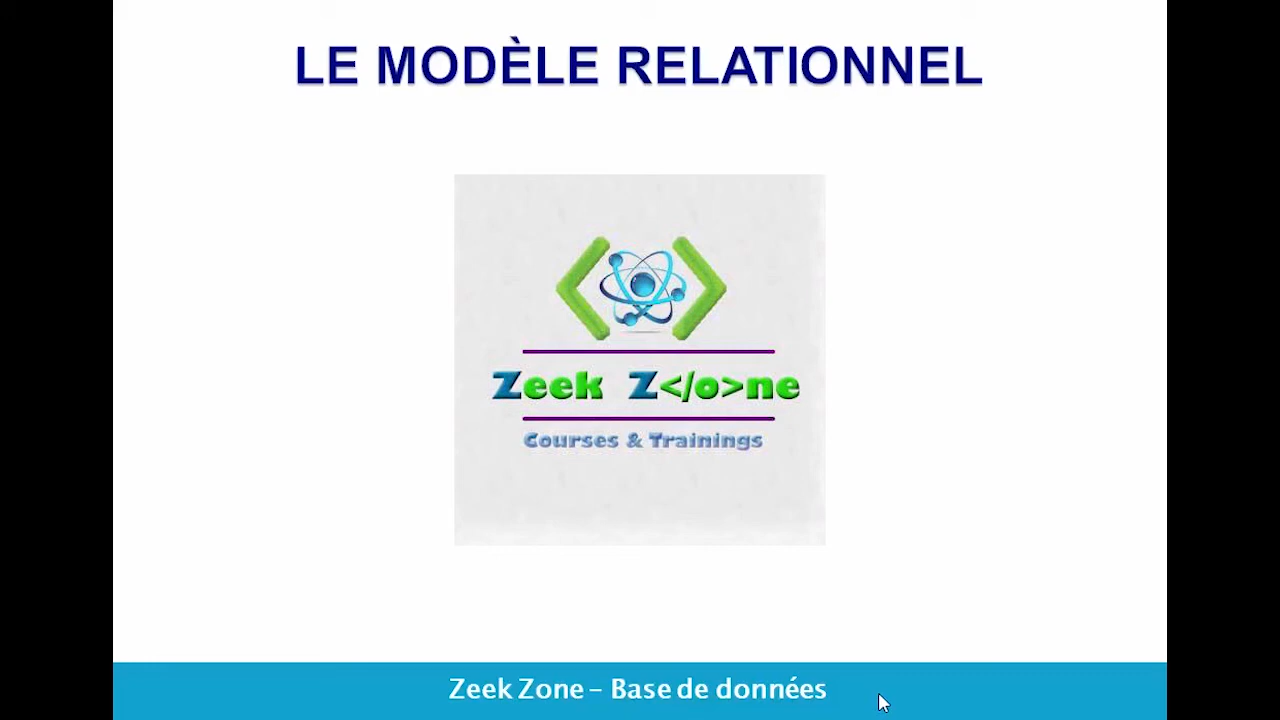 LE MODÈLE RELATIONNEL
Zeek Z</o>ne
Courses & Trainings
Zeek Zone – Base de données